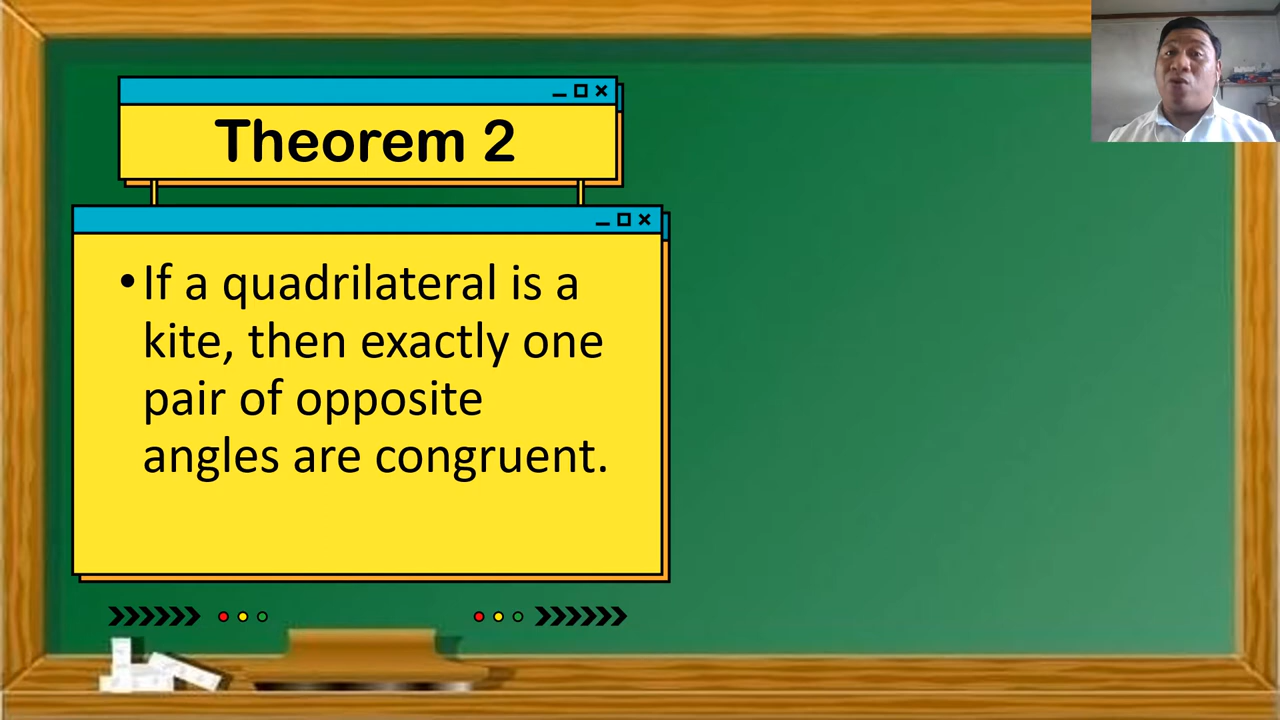 Theorem 2
•If a quadrilateral is a
kite, then exactly one
pair of opposite
angles are congruent.